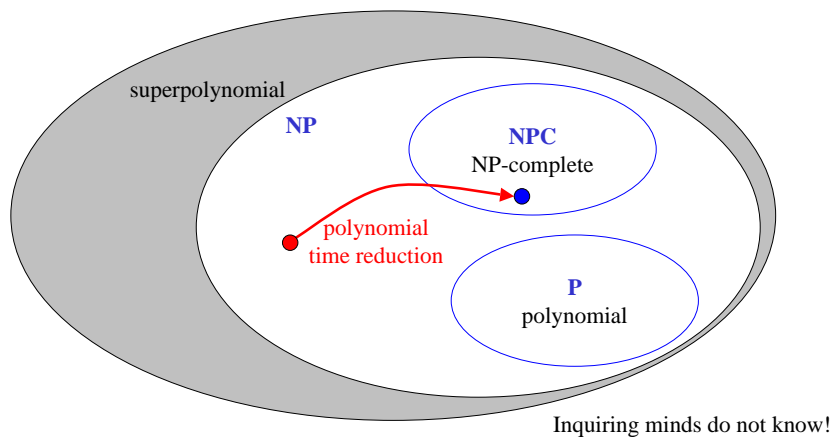 superpolynomial
NP
NPC
NP-complete
polynomial
time reduction
P
polynomial
Inquiring minds do not know!